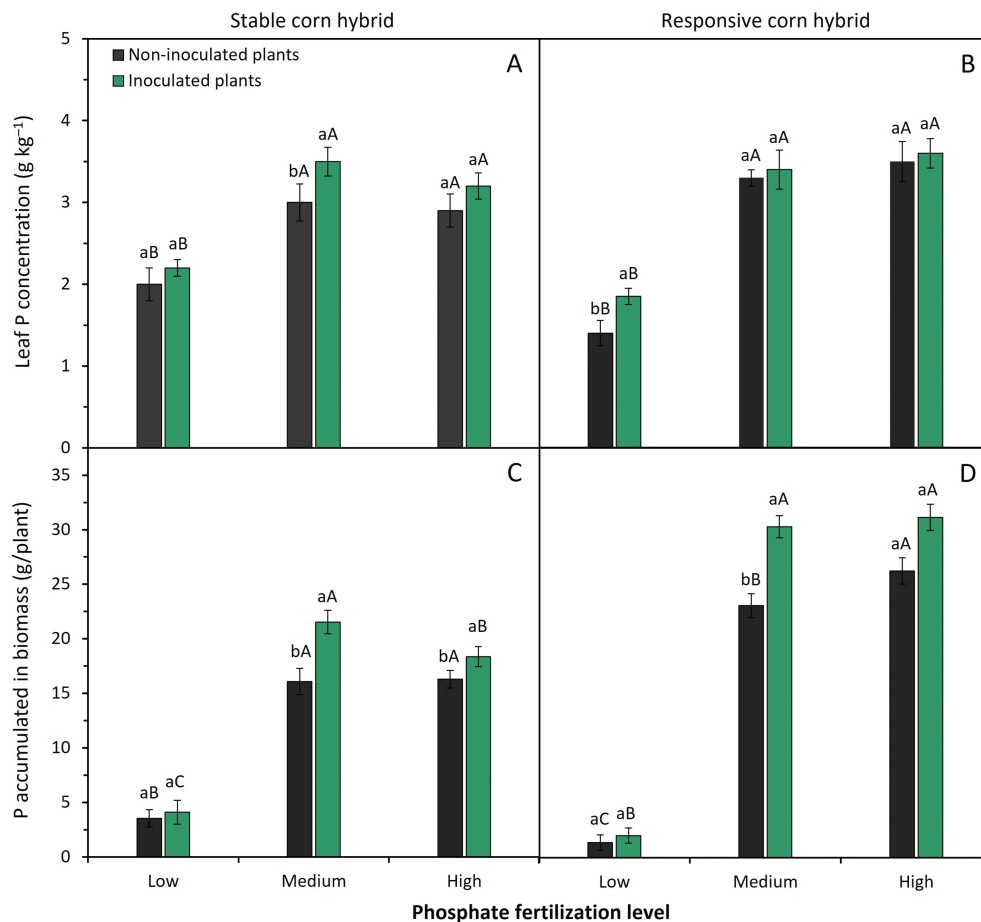 Stable corn hybrid
Responsive corn hybrid
Leaf P concentration (g kg⁻¹)
5
4
3
2
1
0
Non-inoculated plants
Inoculated plants
A
aB
aB
bA
aA
aA
aA
B
bB
aB
aA
aA
aA
aA
P accumulated in biomass (g/plant)
35
30
25
20
15
10
5
0
C
aB
aC
bA
aA
bA
aB
D
aC
aB
bB
aA
aA
aA
Low
Medium
High
Low
Medium
High
Phosphate fertilization level